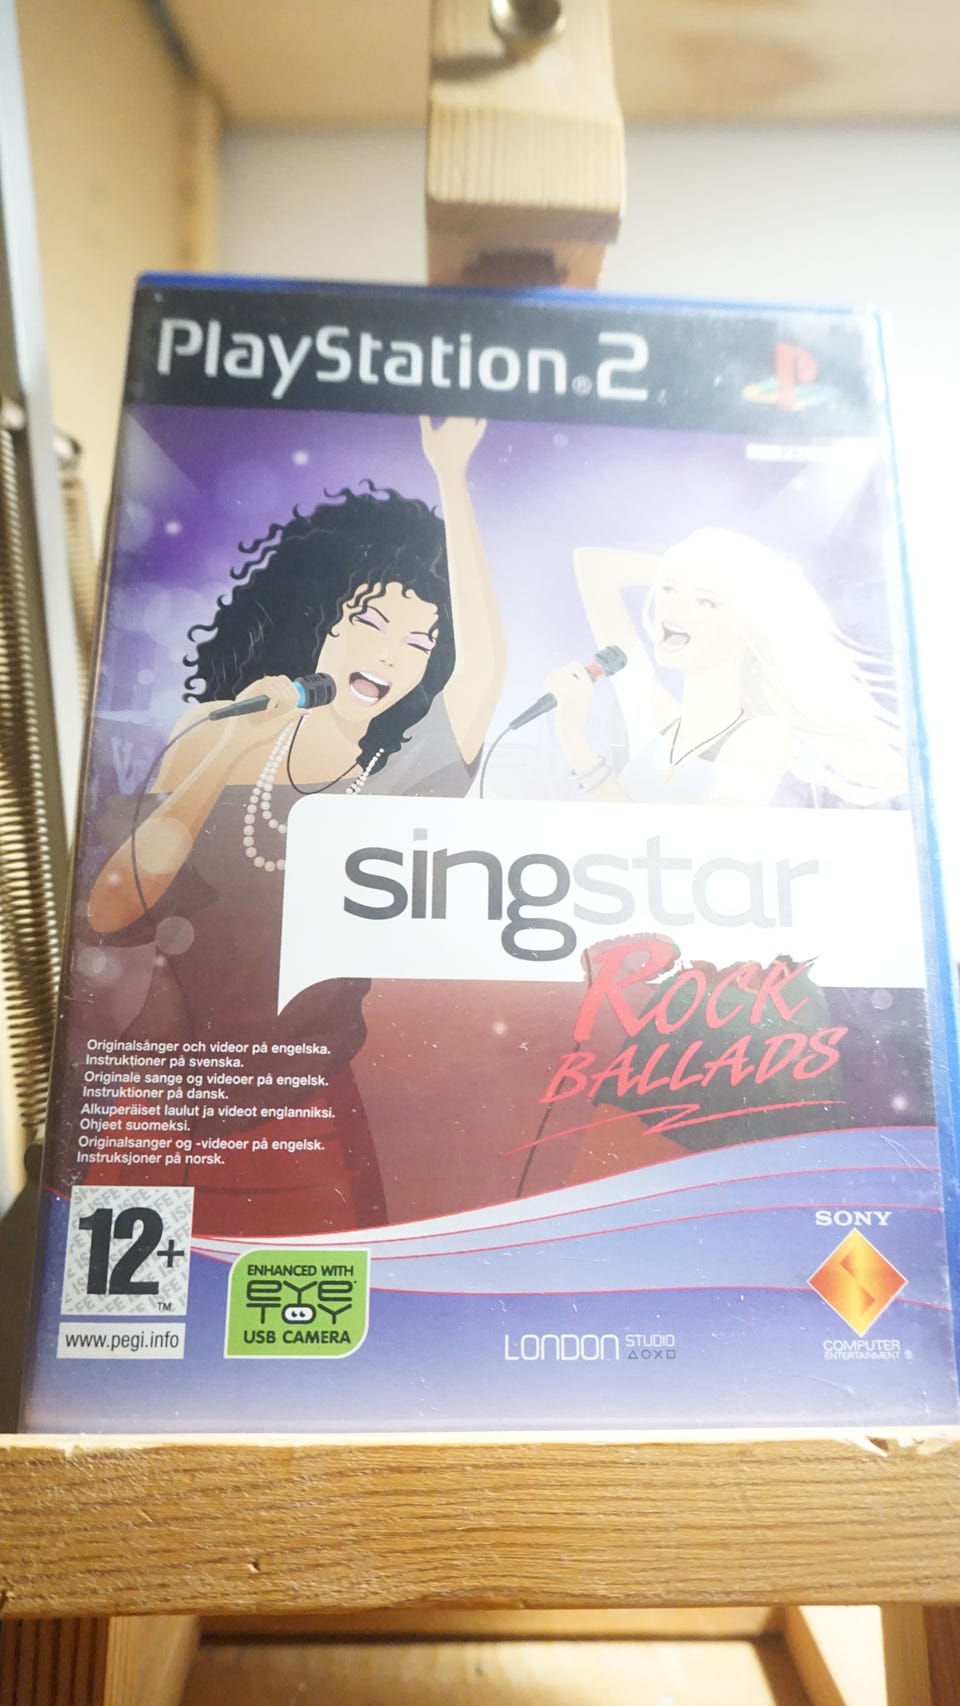 PlayStation®2
PAL
singstar
ROCK
BALLADS
Originalsånger och videor på engelska.
Instruktioner på svenska.
Originale sange og videoer på engelsk.
Instruktioner på dansk.
Alkuperäiset laulut ja videot englanniksi.
Ohjeet suomeksi.
Originalsanger og -videoer på engelsk.
Instruksjoner på norsk.
12+
TM
www.pegi.info
ENHANCED WITH
EYE
TOY
USB CAMERA
LONDON STUDIO
SONY
COMPUTER
ENTERTAINMENT®